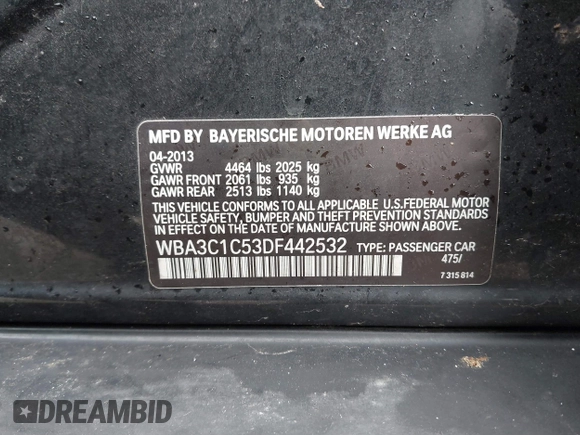 MFD BY BAYERISCHE MOTOREN WERKE AG
04-2013
GVWR 4464 lbs 2025 kg
GAWR FRONT 2061 lbs 935 kg
GAWR REAR 2513 lbs 1140 kg
THIS VEHICLE CONFORMS TO ALL APPLICABLE U.S.FEDERAL MOTOR
VEHICLE SAFETY, BUMPER AND THEFT PREVENTION STANDARDS
IN EFFECT ON THE DATE OF MANUFACTURE SHOWN ABOVE.
WBA3C1C53DF442532 TYPE: PASSENGER CAR
475/
7 315 814
DREAMBID